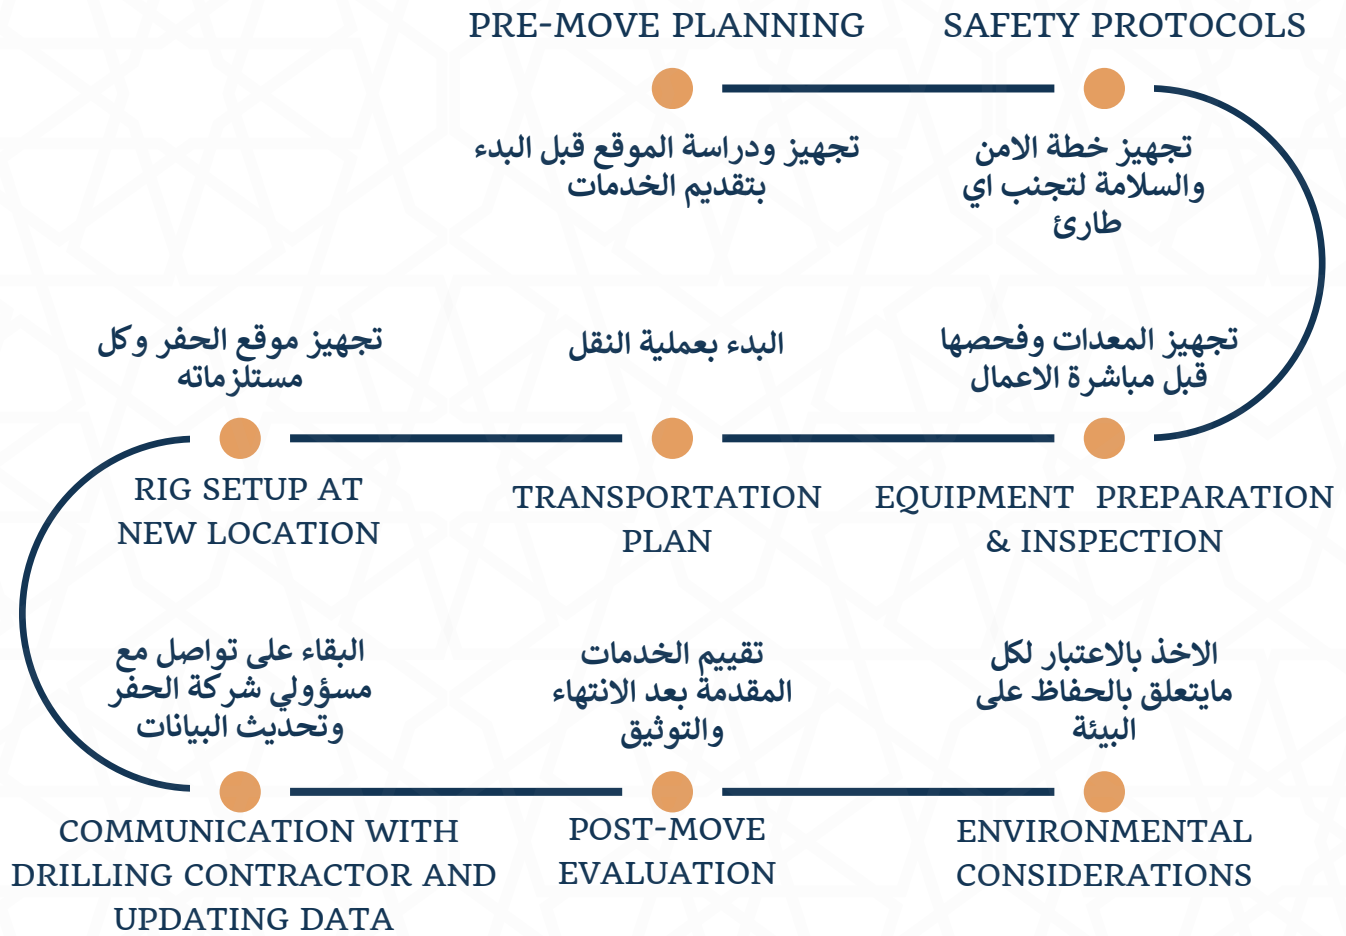 PRE-MOVE PLANNING
تجهيز ودراسة الموقع قبل البدء
بتقديم الخدمات
SAFETY PROTOCOLS
تجهيز خطة الامن
والسلامة لتجنب اي
طارئ
تجهيز المعدات وفحصها
قبل مباشرة الاعمال
EQUIPMENT PREPARATION
& INSPECTION
البدء بعملية النقل
TRANSPORTATION
PLAN
تجهيز موقع الحفر وكل
مستلزماته
RIG SETUP AT
NEW LOCATION
البقاء على تواصل مع
مسؤولي شركة الحفر
وتحديث البيانات
COMMUNICATION WITH
DRILLING CONTRACTOR AND
UPDATING DATA
تقييم الخدمات
المقدمة بعد الانتهاء
والتوثيق
POST-MOVE
EVALUATION
الاخذ بالاعتبار لكل
مايتعلق بالحفاظ على
البيئة
ENVIRONMENTAL
CONSIDERATIONS